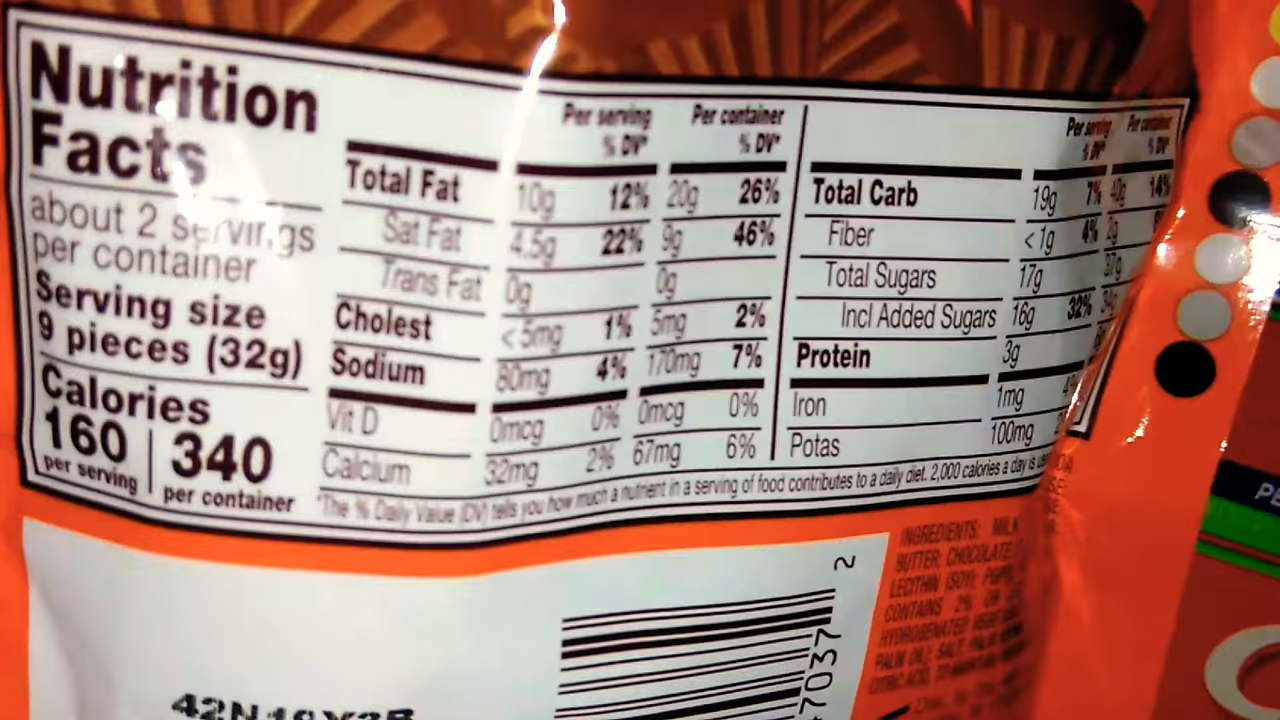 Nutrition
Facts
about 2 servings
per container
Serving size
9 pieces (32g)
Calories
160 | 340
per serving per container
Per serving Per container
% DV* % DV*
Total Fat 10g 12% 20g 26%
Sat Fat 4.5g 22% 9g 46%
Trans Fat 0g 0g
Cholest <5mg 1% 5mg 2%
Sodium 80mg 4% 170mg 7%
Vit D 0mcg 0% 0mcg 0%
Calcium 32mg 2% 67mg 6%
Per serving Per container
% DV* % DV*
Total Carb 19g 7% 40g 14%
Fiber <1g 4% 2g
Total Sugars 17g 37g
Incl Added Sugars 16g 32% 34g
Protein 3g
Iron 1mg
Potas 100mg
*The % Daily Value (DV) tells you how much a nutrient in a serving of food contributes to a daily diet. 2,000 calories a day is
INGREDIENTS: MILK
BUTTER; CHOCOLATE
LECITHIN (SOY);
CONTAINS 2% OR
HYDROGENATED
PALM OIL; SALT;
7037 2